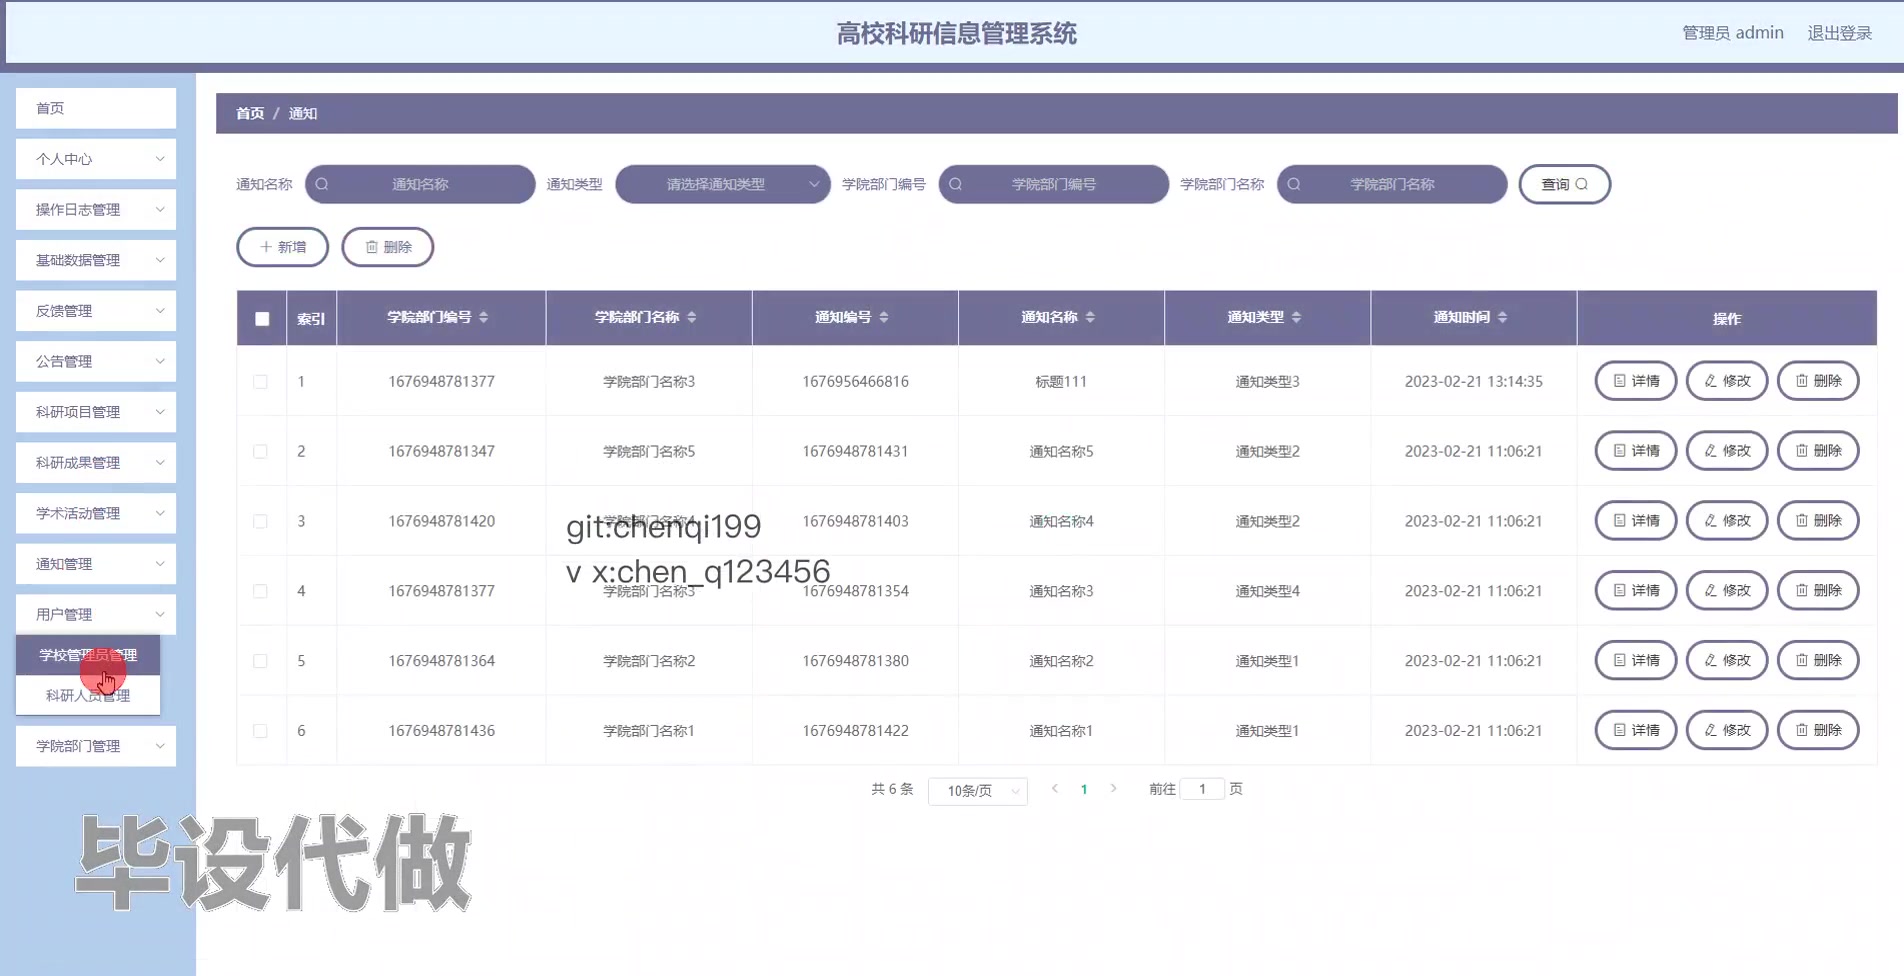 高校科研信息管理系统
管理员 admin 退出登录
首页
个人中心
操作日志管理
基础数据管理
反馈管理
公告管理
科研项目管理
科研成果管理
学术活动管理
通知管理
用户管理
学校管理员管理
科研人员管理
学院部门管理
首页 / 通知
通知名称 通知名称 通知类型 请选择通知类型 学院部门编号 学院部门编号 学院部门名称 学院部门名称 查询
新增 删除
索引 学院部门编号 学院部门名称 通知编号 通知名称 通知类型 通知时间 操作
1 1676948781377 学院部门名称3 1676956466816 标题111 通知类型3 2023-02-21 13:14:35 详情 修改 删除
2 1676948781347 学院部门名称5 1676948781431 通知名称5 通知类型2 2023-02-21 11:06:21 详情 修改 删除
3 1676948781420 学院部门名称4 1676948781403 通知名称4 通知类型2 2023-02-21 11:06:21 详情 修改 删除
git:chenqi199
v x:chen_q123456
4 1676948781377 学院部门名称3 1676948781354 通知名称3 通知类型4 2023-02-21 11:06:21 详情 修改 删除
5 1676948781364 学院部门名称2 1676948781380 通知名称2 通知类型1 2023-02-21 11:06:21 详情 修改 删除
6 1676948781436 学院部门名称1 1676948781422 通知名称1 通知类型1 2023-02-21 11:06:21 详情 修改 删除
共 6 条 10条/页 1 前往 1 页
毕设代做